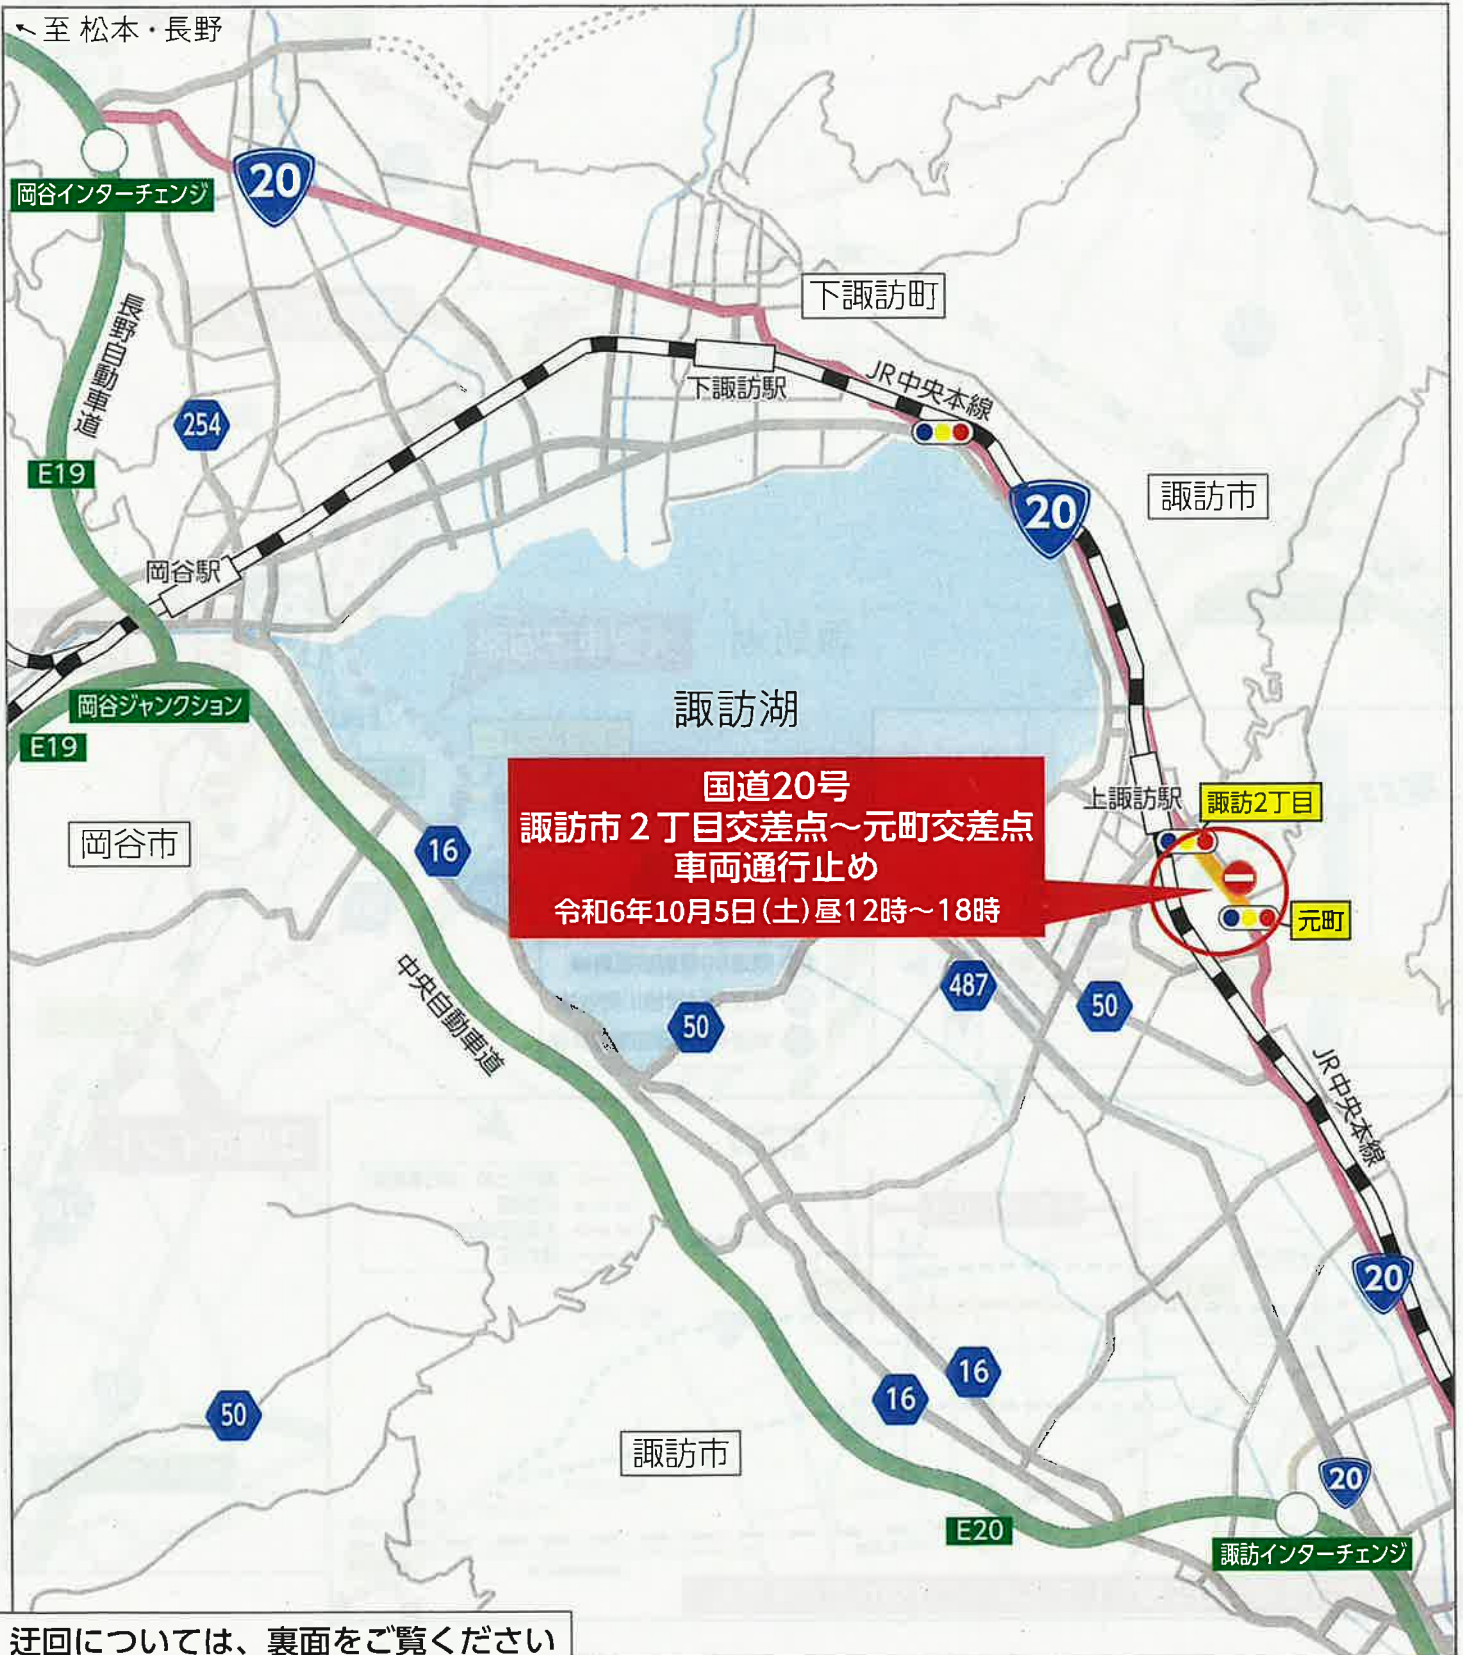 至 松本・長野
岡谷インターチェンジ
20
長野自動車道
254
E19
下諏訪町
下諏訪駅
JR中央本線
20
諏訪市
岡谷駅
岡谷ジャンクション
E19
諏訪湖
国道20号
諏訪市2丁目交差点～元町交差点
車両通行止め
令和6年10月5日(土)昼12時～18時
上諏訪駅
諏訪2丁目
元町
岡谷市
16
中央自動車道
50
487
50
JR中央本線
20
50
16
16
諏訪市
E20
20
諏訪インターチェンジ
迂回については、裏面をご覧ください